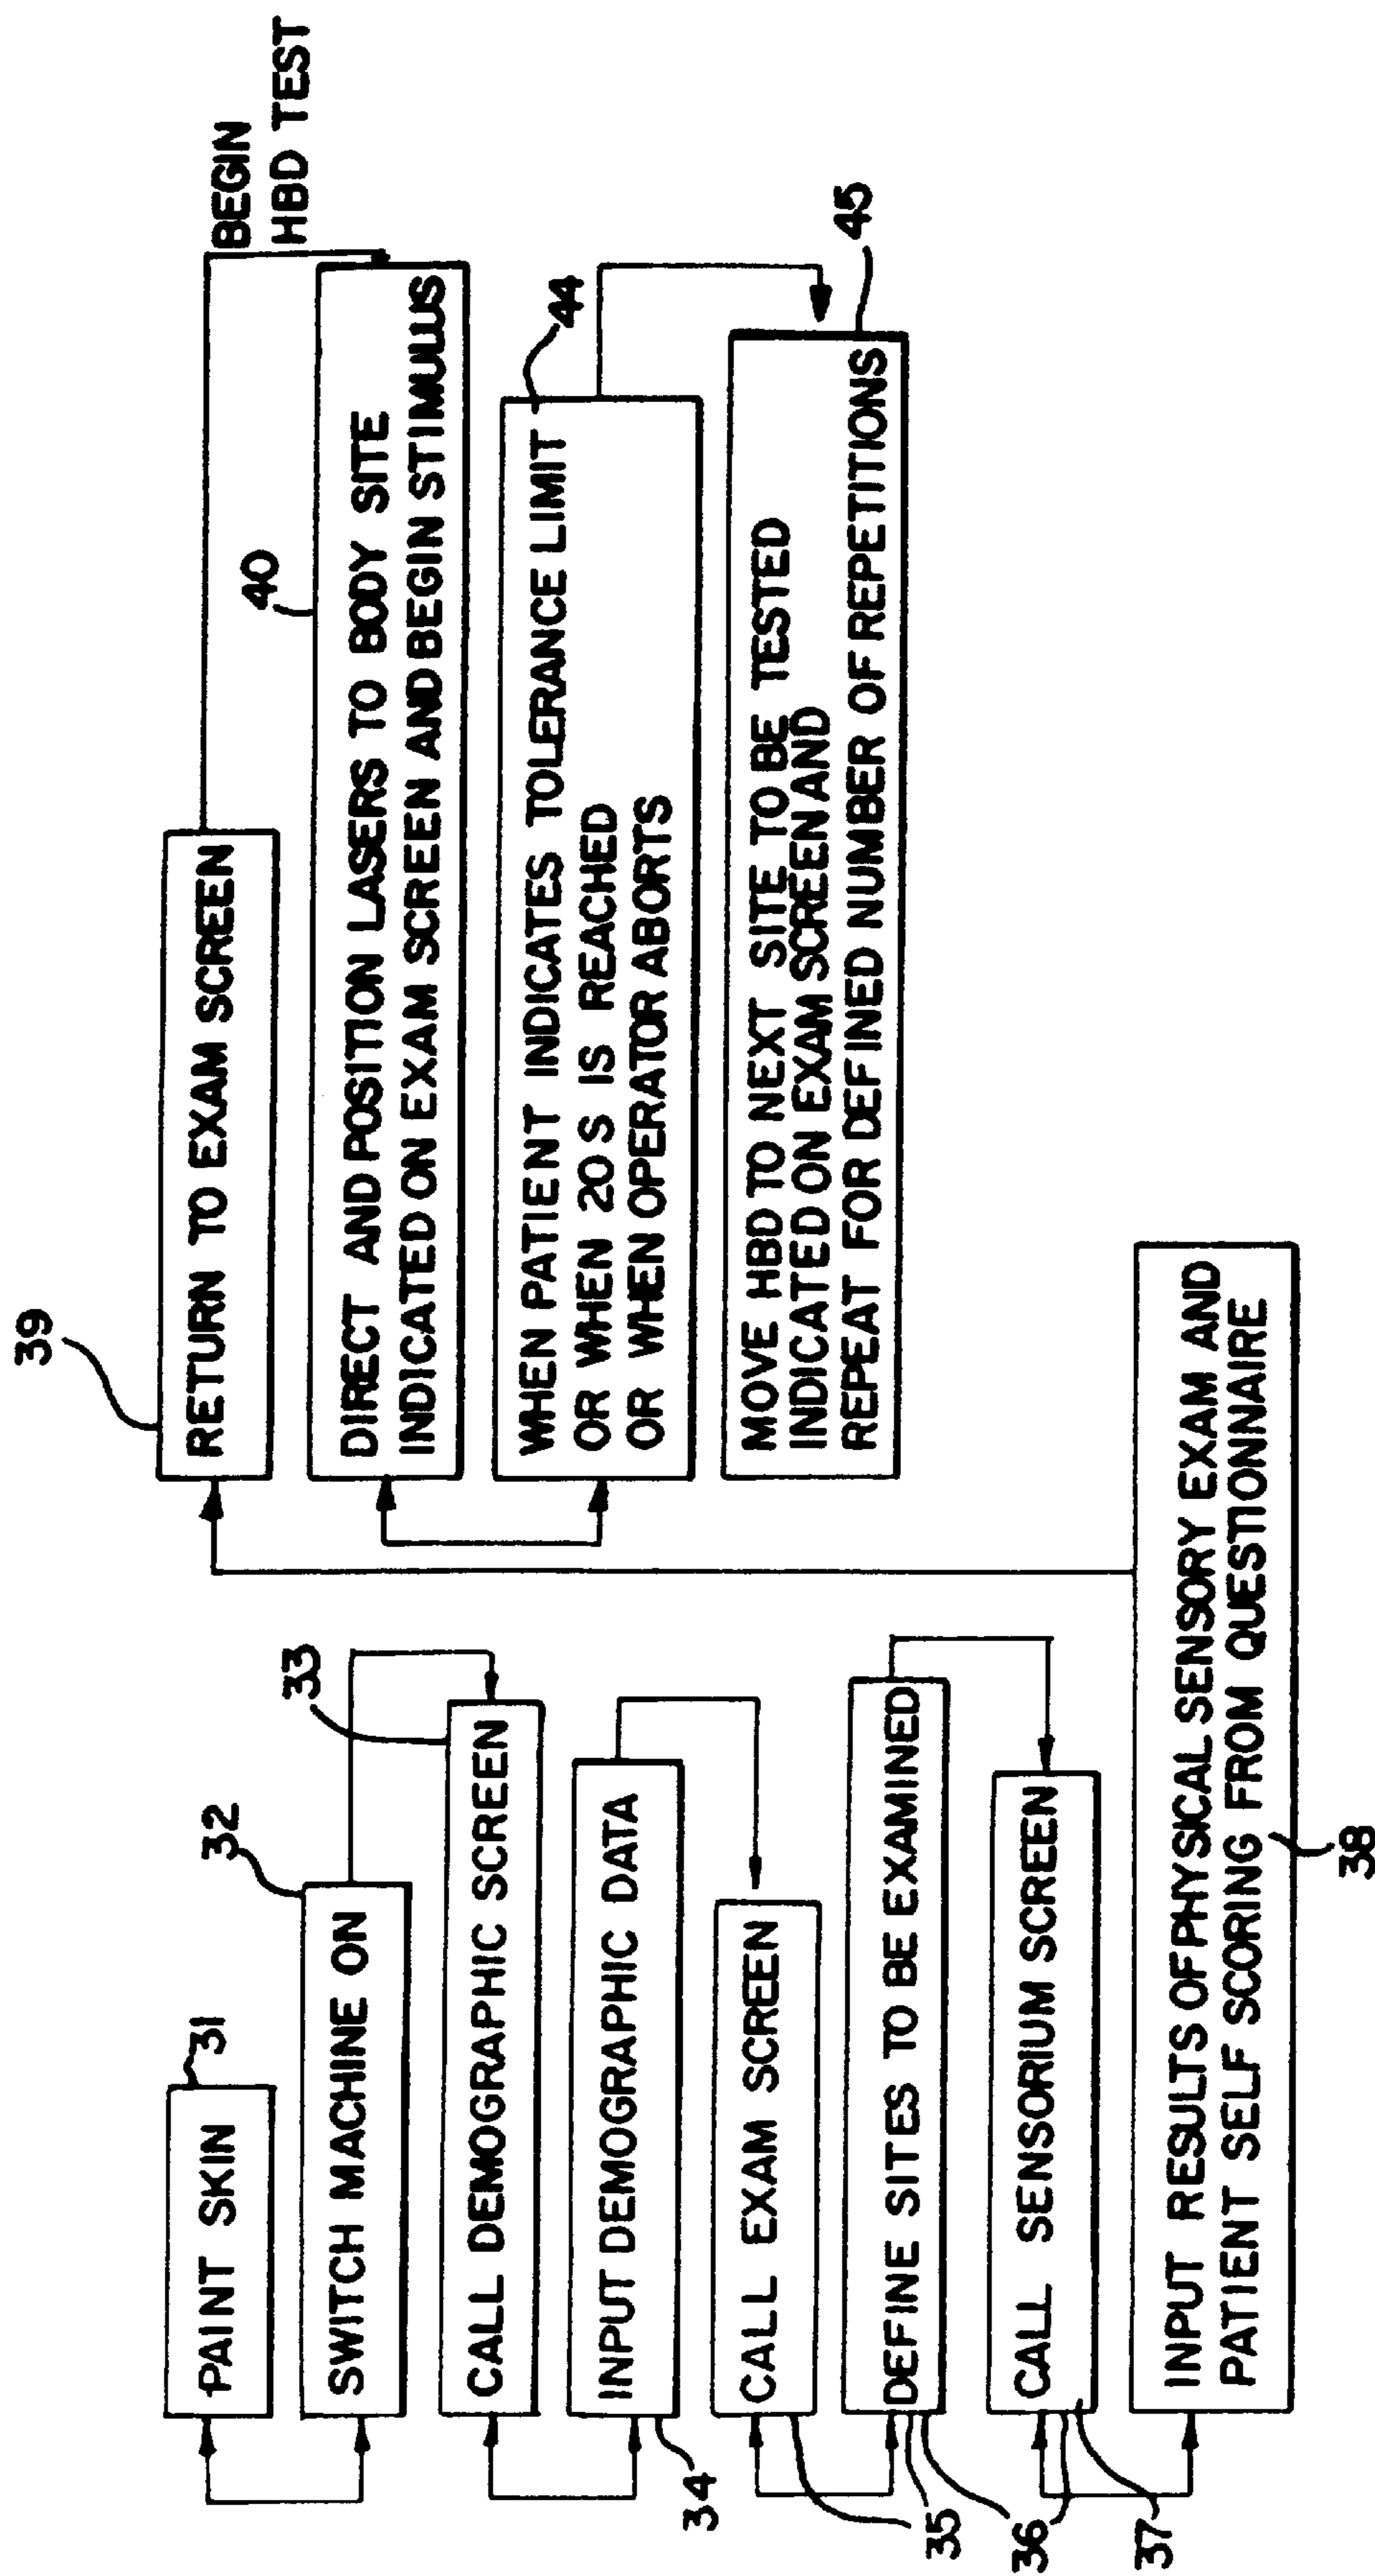 PAINT SKIN
31
SWITCH MACHINE ON
32
CALL DEMOGRAPHIC SCREEN
33
INPUT DEMOGRAPHIC DATA
34
CALL EXAM SCREEN
35
DEFINE SITES TO BE EXAMINED
36
CALL SENSORIUM SCREEN
37
INPUT RESULTS OF PHYSICAL SENSORY EXAM AND
PATIENT SELF SCORING FROM QUESTIONNAIRE
38
39
RETURN TO EXAM SCREEN
BEGIN
HBD TEST
40
DIRECT AND POSITION LASERS TO BODY SITE
INDICATED ON EXAM SCREEN AND BEGIN STIMULUS
44
WHEN PATIENT INDICATES TOLERANCE LIMIT
OR WHEN 20 S IS REACHED
OR WHEN OPERATOR ABORTS
45
MOVE HBD TO NEXT SITE TO BE TESTED
INDICATED ON EXAM SCREEN AND
REPEAT FOR DEFINED NUMBER OF REPETITIONS